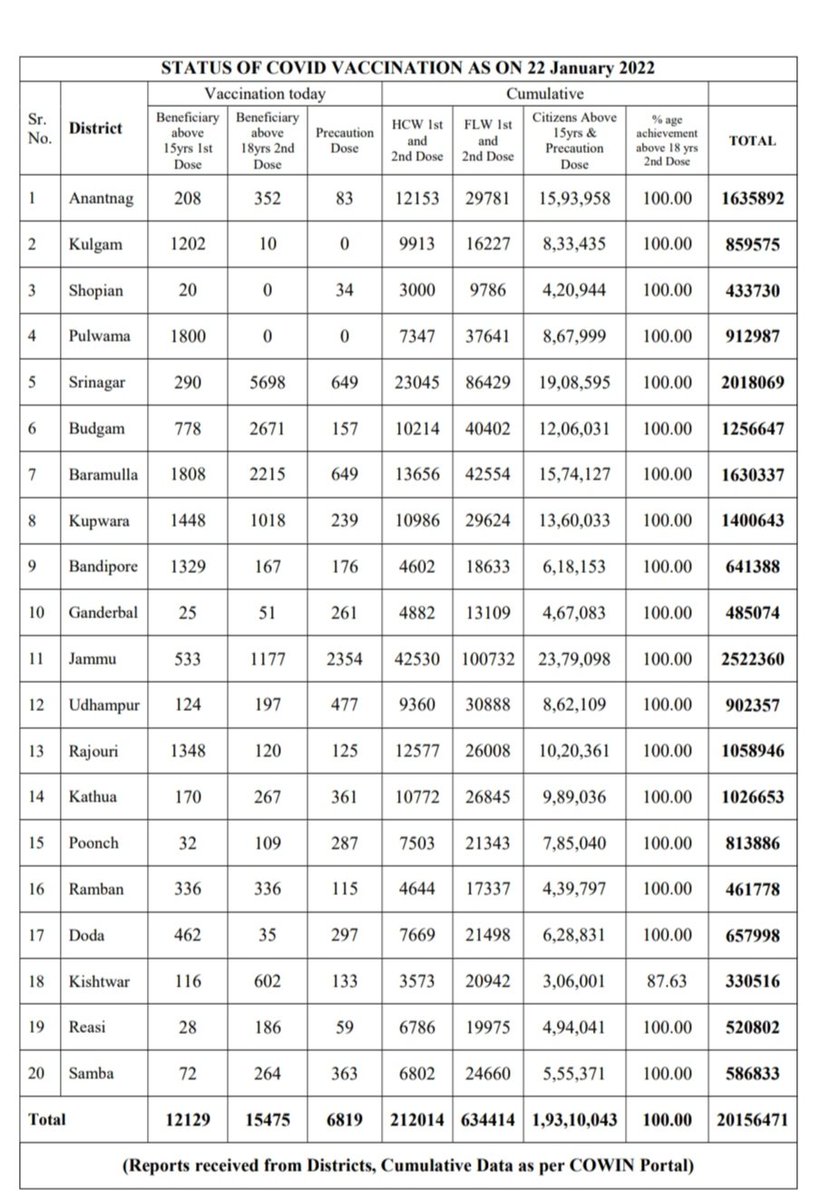 STATUS OF COVID VACCINATION AS ON 22 January 2022
Sr. No. District Vaccination today Cumulative
Beneficiary above 15yrs 1st Dose Beneficiary above 18yrs 2nd Dose Precaution Dose HCW 1st and 2nd Dose FLW 1st and 2nd Dose Citizens Above 15yrs & Precaution Dose % age achievement above 18 yrs 2nd Dose TOTAL
1 Anantnag 208 352 83 12153 29781 15,93,958 100.00 1635892
2 Kulgam 1202 10 0 9913 16227 8,33,435 100.00 859575
3 Shopian 20 0 34 3000 9786 4,20,944 100.00 433730
4 Pulwama 1800 0 0 7347 37641 8,67,999 100.00 912987
5 Srinagar 290 5698 649 23045 86429 19,08,595 100.00 2018069
6 Budgam 778 2671 157 10214 40402 12,06,031 100.00 1256647
7 Baramulla 1808 2215 649 13656 42554 15,74,127 100.00 1630337
8 Kupwara 1448 1018 239 10986 29624 13,60,033 100.00 1400643
9 Bandipore 1329 167 176 4602 18633 6,18,153 100.00 641388
10 Ganderbal 25 51 261 4882 13109 4,67,083 100.00 485074
11 Jammu 533 1177 2354 42530 100732 23,79,098 100.00 2522360
12 Udhampur 124 197 477 9360 30888 8,62,109 100.00 902357
13 Rajouri 1348 120 125 12577 26008 10,20,361 100.00 1058946
14 Kathua 170 267 361 10772 26845 9,89,036 100.00 1026653
15 Poonch 32 109 287 7503 21343 7,85,040 100.00 813886
16 Ramban 336 336 115 4644 17337 4,39,797 100.00 461778
17 Doda 462 35 297 7669 21498 6,28,831 100.00 657998
18 Kishtwar 116 602 133 3573 20942 3,06,001 87.63 330516
19 Reasi 28 186 59 6786 19975 4,94,041 100.00 520802
20 Samba 72 264 363 6802 24660 5,55,371 100.00 586833
Total 12129 15475 6819 212014 634414 1,93,10,043 100.00 20156471
(Reports received from Districts, Cumulative Data as per COWIN Portal)